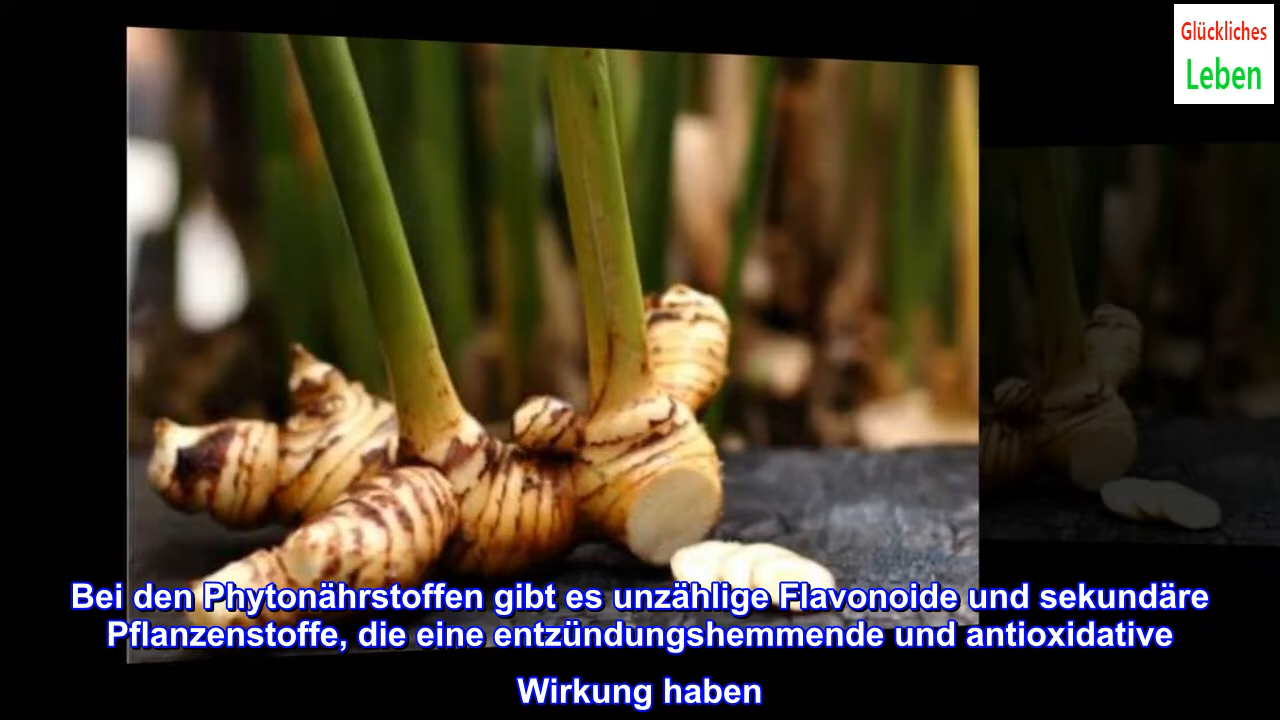 Glückliches
Leben
Bei den Phytonährstoffen gibt es unzählige Flavonoide und sekundäre
Pflanzenstoffe, die eine entzündungshemmende und antioxidative
Wirkung haben